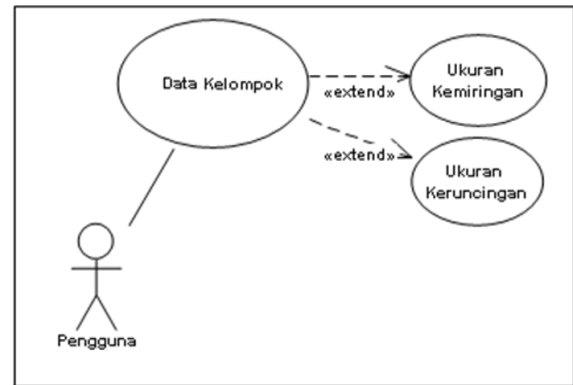 Data Kelompok
«extend»
Ukuran
Kemiringan
«extend»
Ukuran
Keruncingan
Pengguna